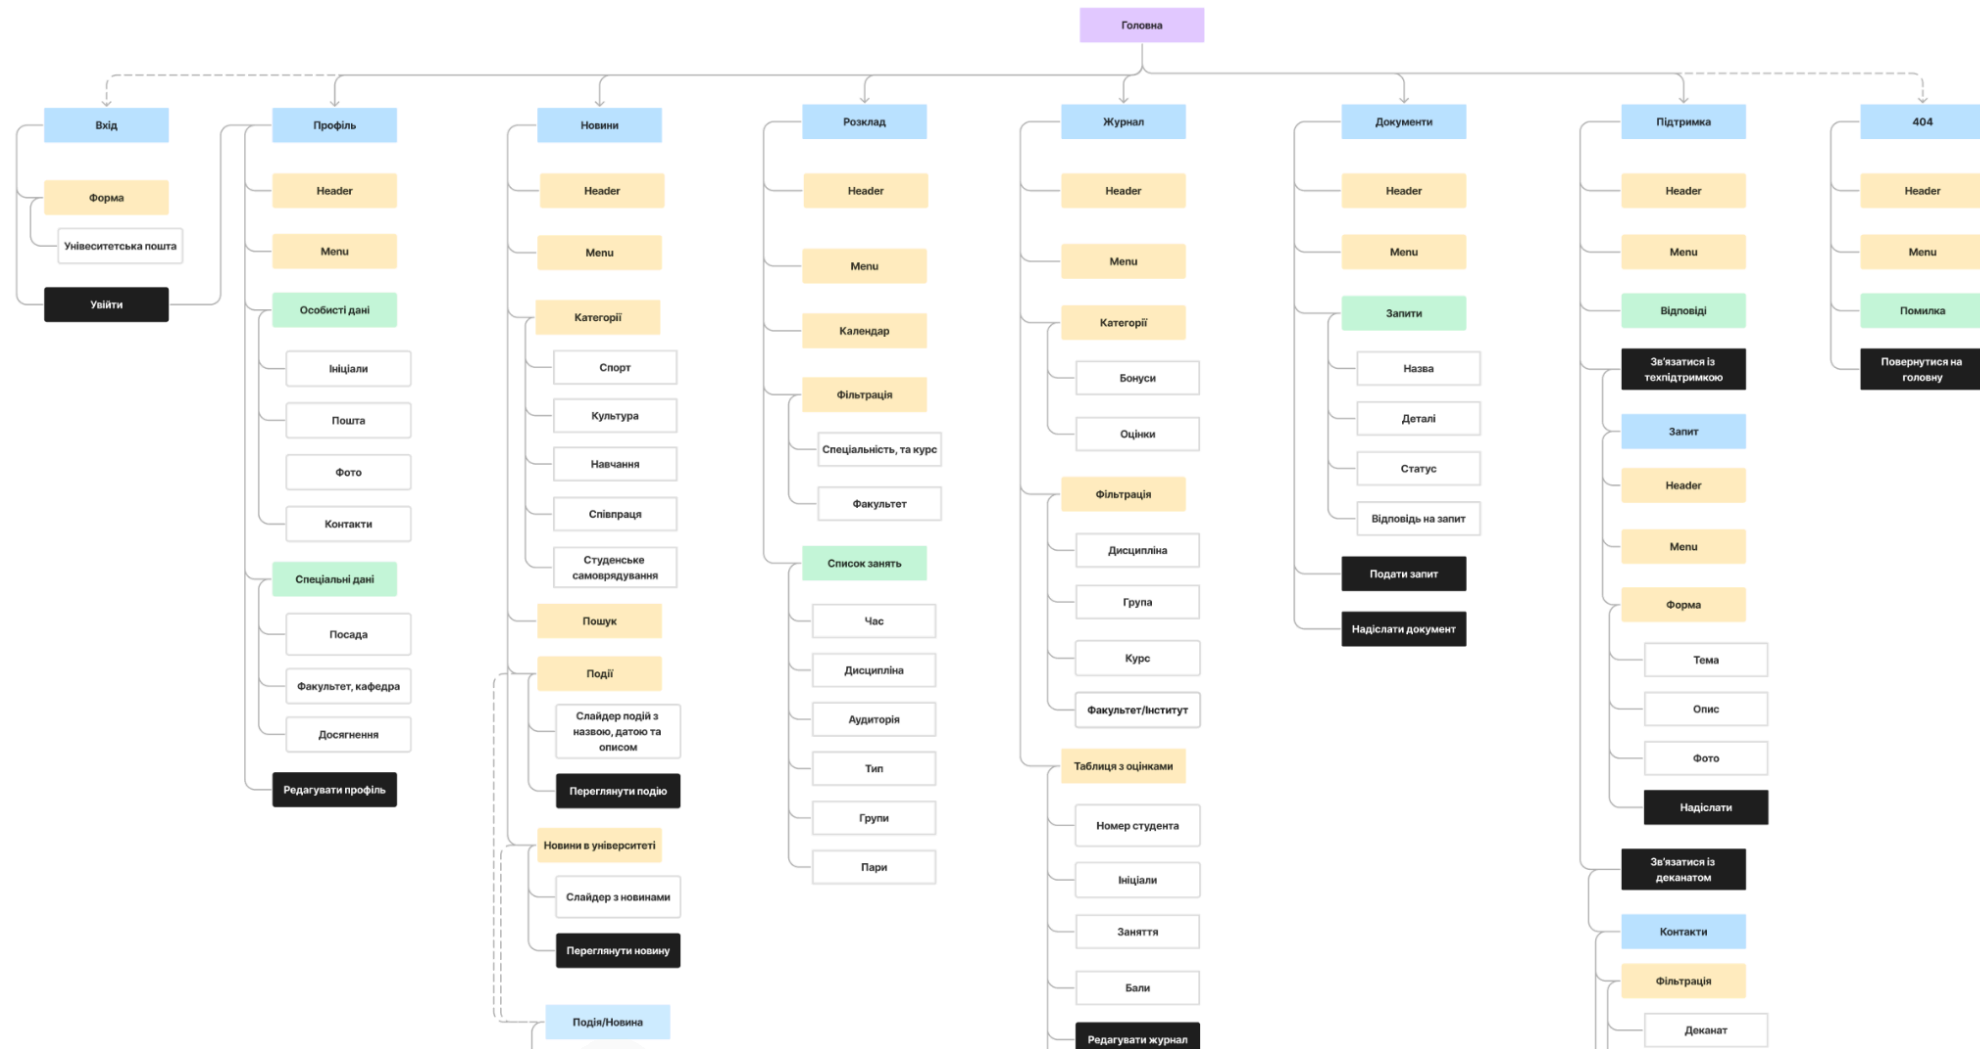 Головна
Вхід
Форма
Унівеситетська пошта
Увійти
Профіль
Header
Menu
Особисті дані
Ініціали
Пошта
Фото
Контакти
Спеціальні дані
Посада
Факультет, кафедра
Досягнення
Редагувати профіль
Новини
Header
Menu
Категорії
Спорт
Культура
Навчання
Співпраця
Студенське
самоврядування
Пошук
Події
Слайдер подій з
назвою, датою та
описом
Переглянути подію
Новини в університеті
Слайдер з новинами
Переглянути новину
Подія/Новина
Розклад
Header
Menu
Календар
Фільтрація
Спеціальність, та курс
Факультет
Список занять
Час
Дисципліна
Аудиторія
Тип
Групи
Пари
Журнал
Header
Menu
Категорії
Бонуси
Оцінки
Фільтрація
Дисципліна
Група
Курс
Факультет/Інститут
Таблиця з оцінками
Номер студента
Ініціали
Заняття
Бали
Редагувати журнал
Документи
Header
Menu
Запити
Назва
Деталі
Статус
Відповідь на запит
Подати запит
Надіслати документ
Підтримка
Header
Menu
Відповіді
Зв'язатися із
техпідтримкою
Запит
Header
Menu
Форма
Тема
Опис
Фото
Надіслати
Зв'язатися із
деканатом
Контакти
Фільтрація
Деканат
404
Header
Menu
Помилка
Повернутися на
головну